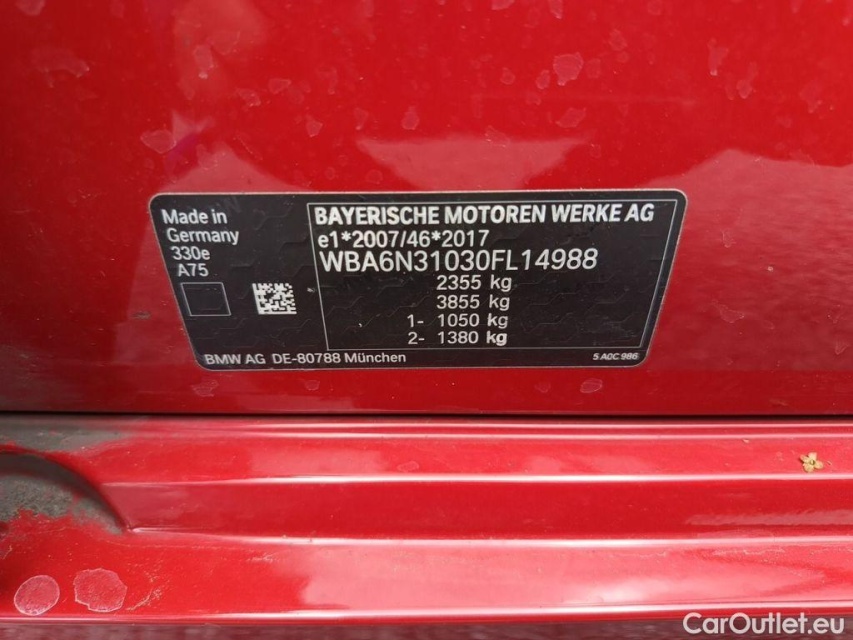 Made in
Germany
330e
A75
BAYERISCHE MOTOREN WERKE AG
e1*2007/46*2017
WBA6N31030FL14988
2355 kg
3855 kg
1- 1050 kg
2- 1380 kg
BMW AG DE-80788 München
5 A0C 986
CarOutlet.eu